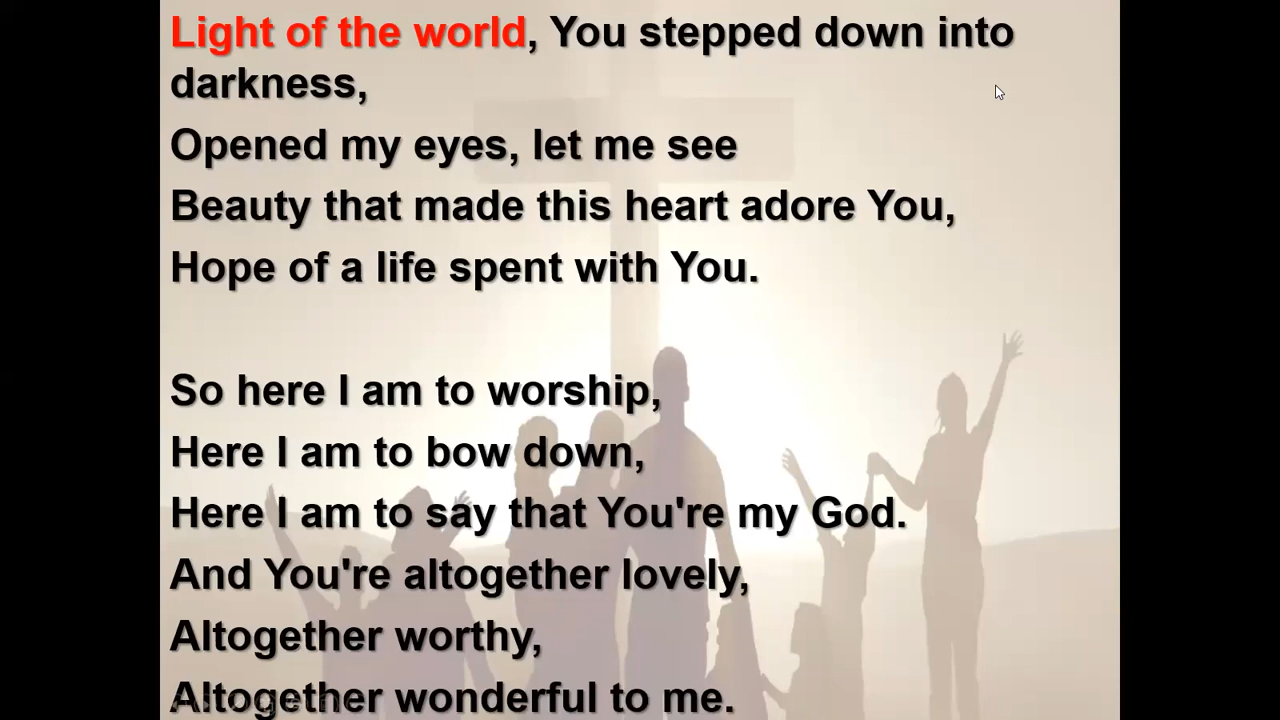 Light of the world, You stepped down into
darkness,
Opened my eyes, let me see
Beauty that made this heart adore You,
Hope of a life spent with You.
So here I am to worship,
Here I am to bow down,
Here I am to say that You're my God.
And You're altogether lovely,
Altogether worthy,
Altogether wonderful to me.